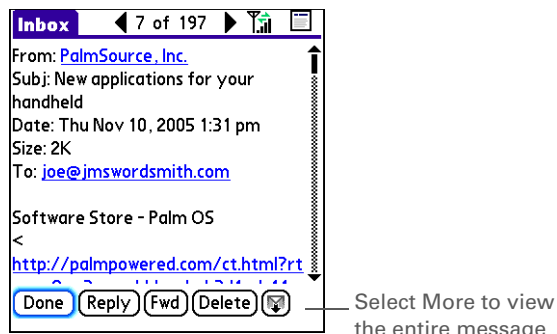 Inbox
7 of 197
From: PalmSource, Inc.
Subj: New applications for your
handheld
Date: Thu Nov 10, 2005 1:31 pm
Size: 2K
To: joe@jmswordsmith.com
Software Store - Palm OS
<
http://palmpowered.com/ct.html?rt
Done Reply Fwd Delete
Select More to view
the entire message